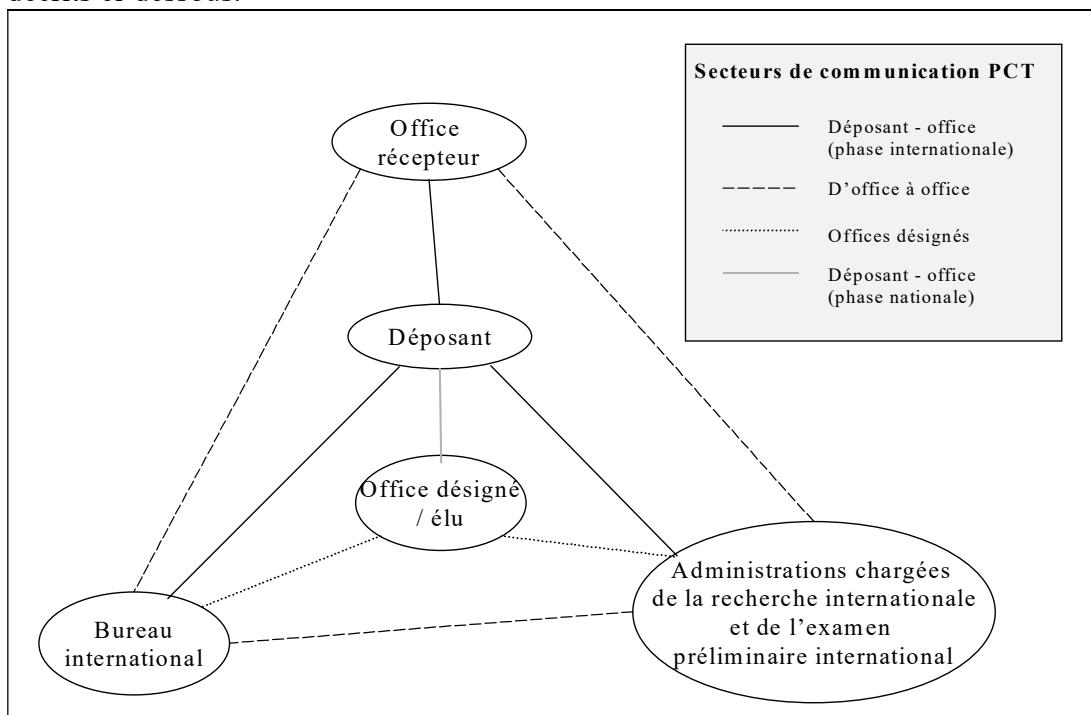 Secteurs de communication PCT
Déposant - office
(phase internationale)
D'office à office
Offices désignés
Déposant - office
(phase nationale)
Office
récepteur
Déposant
Office désigné
/ élu
Bureau
international
Administrations chargées
de la recherche internationale
et de l'examen
préliminaire international